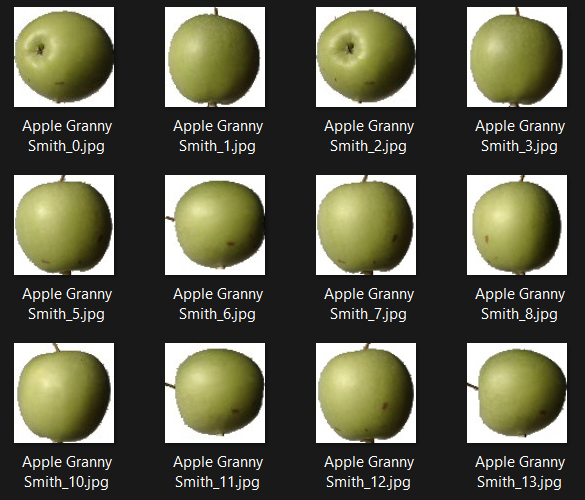 Apple Granny
Smith_0.jpg
Apple Granny
Smith_1.jpg
Apple Granny
Smith_2.jpg
Apple Granny
Smith_3.jpg
Apple Granny
Smith_5.jpg
Apple Granny
Smith_6.jpg
Apple Granny
Smith_7.jpg
Apple Granny
Smith_8.jpg
Apple Granny
Smith_10.jpg
Apple Granny
Smith_11.jpg
Apple Granny
Smith_12.jpg
Apple Granny
Smith_13.jpg